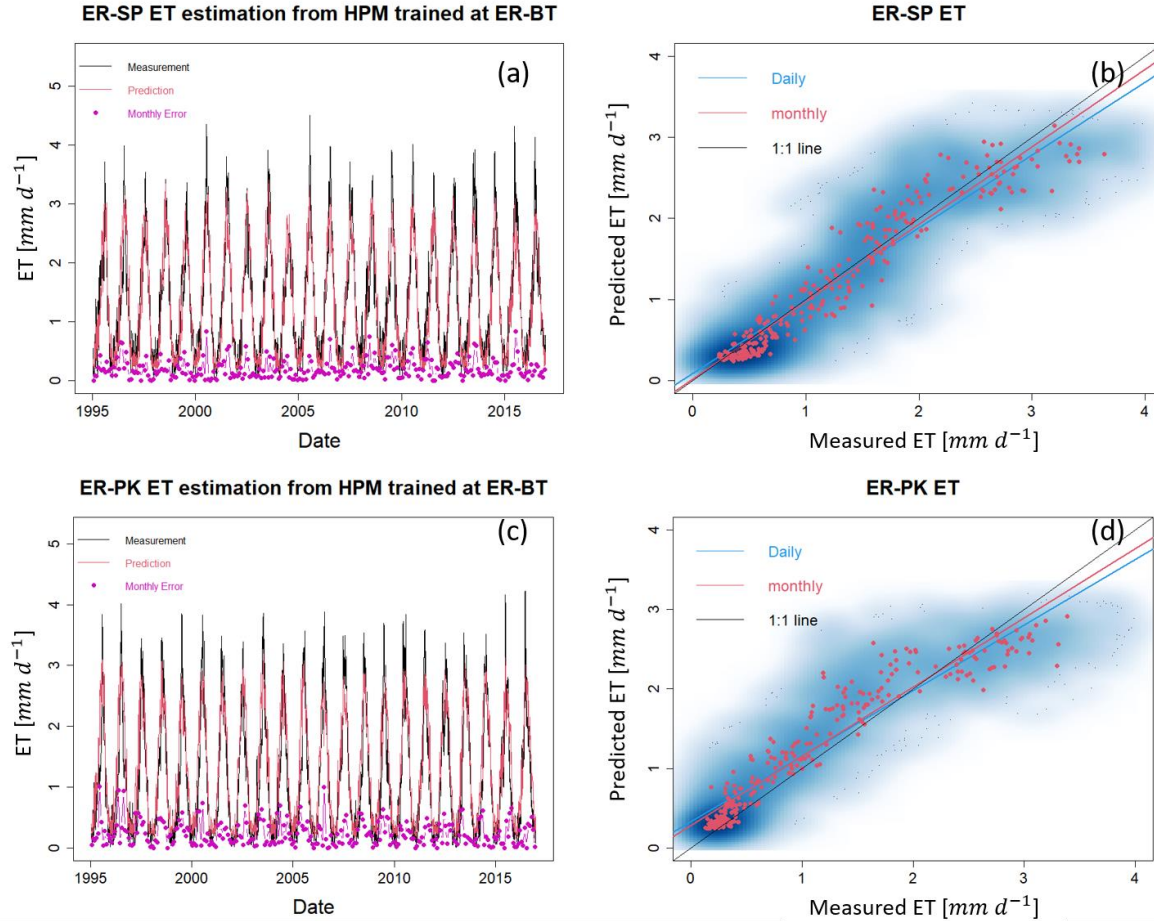 ER-SP ET estimation from HPM trained at ER-BT
(a)
Measurement
Prediction
Monthly Error
ET [mm d⁻¹]
5
4
3
2
1
0
1995 2000 2005 2010 2015
Date
ER-SP ET
(b)
Daily
monthly
1:1 line
Predicted ET [mm d⁻¹]
4
3
2
1
0
0 1 2 3 4
Measured ET [mm d⁻¹]
ER-PK ET estimation from HPM trained at ER-BT
(c)
Measurement
Prediction
Monthly Error
ET [mm d⁻¹]
5
4
3
2
1
0
1995 2000 2005 2010 2015
Date
ER-PK ET
(d)
Daily
monthly
1:1 line
Predicted ET [mm d⁻¹]
4
3
2
1
0
0 1 2 3 4
Measured ET [mm d⁻¹]